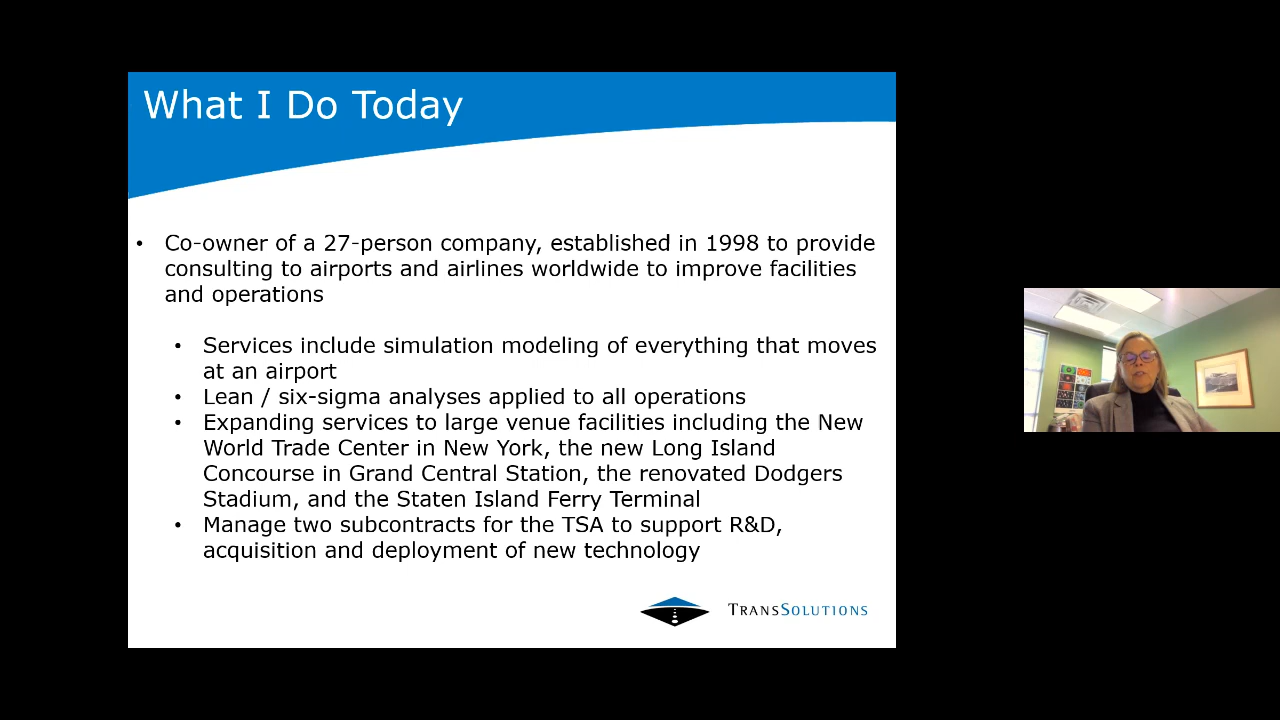 What I Do Today
• Co-owner of a 27-person company, established in 1998 to provide
consulting to airports and airlines worldwide to improve facilities
and operations
• Services include simulation modeling of everything that moves
at an airport
• Lean / six-sigma analyses applied to all operations
• Expanding services to large venue facilities including the New
World Trade Center in New York, the new Long Island
Concourse in Grand Central Station, the renovated Dodgers
Stadium, and the Staten Island Ferry Terminal
• Manage two subcontracts for the TSA to support R&D,
acquisition and deployment of new technology
TRANSSOLUTIONS